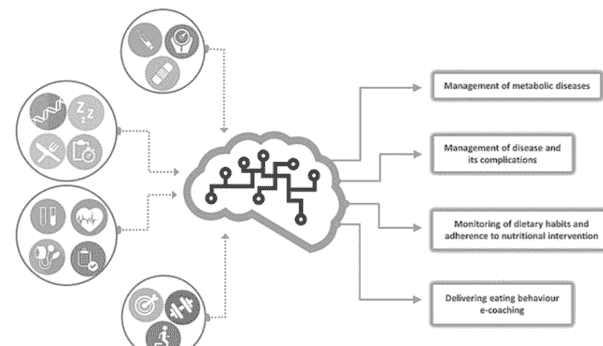 Z
Z
Z
Management of metabolic diseases
Management of disease and
its complications
Monitoring of dietary habits and
adherence to nutritional intervention
Delivering eating behaviour
e-coaching